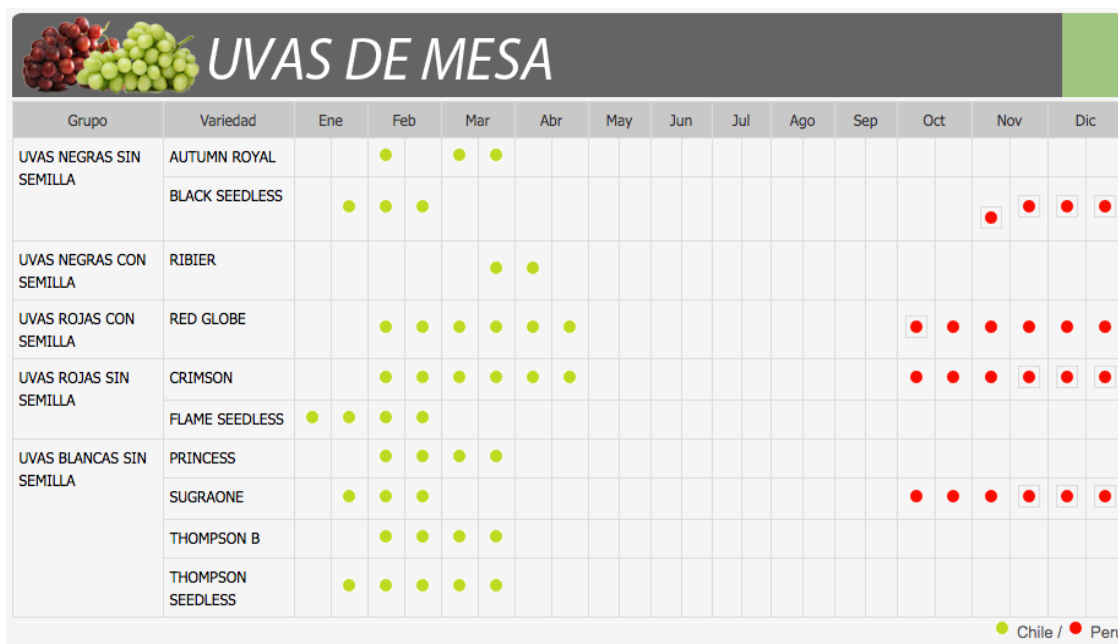 UVAS DE MESA
Grupo Variedad Ene Feb Mar Abr May Jun Jul Ago Sep Oct Nov Dic
UVAS NEGRAS SIN
SEMILLA
AUTUMN ROYAL
BLACK SEEDLESS
UVAS NEGRAS CON
SEMILLA
RIBIER
UVAS ROJAS CON
SEMILLA
RED GLOBE
UVAS ROJAS SIN
SEMILLA
CRIMSON
FLAME SEEDLESS
UVAS BLANCAS SIN
SEMILLA
PRINCESS
SUGRAONE
THOMPSON B
THOMPSON
SEEDLESS
Chile / Peru